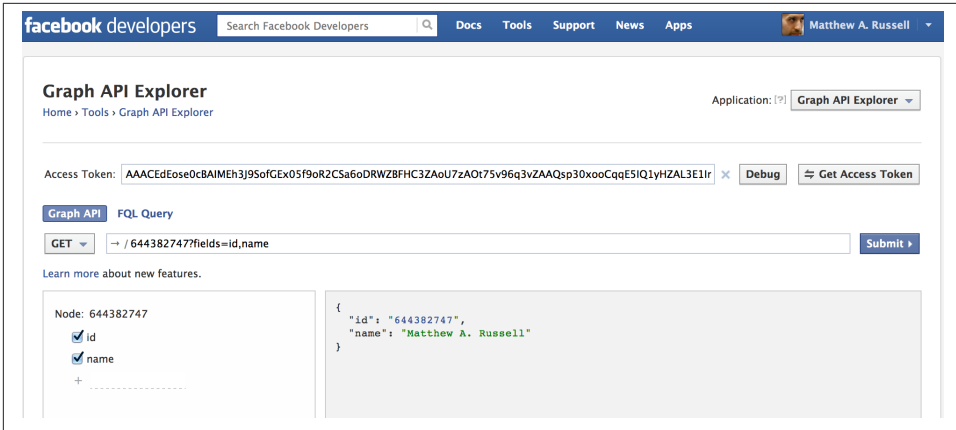 facebook developers Search Facebook Developers Docs Tools Support News Apps Matthew A. Russell
Graph API Explorer
Home › Tools › Graph API Explorer
Application: [?] Graph API Explorer
Access Token: AAACEdEose0cBAIMEh3J9SofGEx05f9oR2CSa6oDRWZBFHC3ZAoU7zAOt75v96q3vZAAQsp30xooCqqE5IQ1yHZAL3E1Ir Debug Get Access Token
Graph API FQL Query
GET → / 644382747?fields=id,name Submit
Learn more about new features.
Node: 644382747
id
name
+
{
"id": "644382747",
"name": "Matthew A. Russell"
}